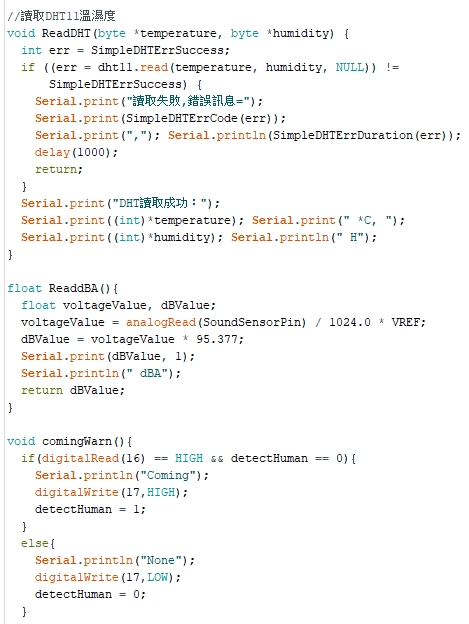 //讀取DHT11溫濕度
void ReadDHT(byte *temperature, byte *humidity) {
  int err = SimpleDHTErrSuccess;
  if ((err = dht11.read(temperature, humidity, NULL)) !=
      SimpleDHTErrSuccess) {
    Serial.print("讀取失敗,錯誤訊息=");
    Serial.print(SimpleDHTErrCode(err));
    Serial.print(","); Serial.println(SimpleDHTErrDuration(err));
    delay(1000);
    return;
  }
  Serial.print("DHT讀取成功：");
  Serial.print((int)*temperature); Serial.print(" *C, ");
  Serial.print((int)*humidity); Serial.println(" H");
}

float ReaddBA(){
  float voltageValue, dBValue;
  voltageValue = analogRead(SoundSensorPin) / 1024.0 * VREF;
  dBValue = voltageValue * 95.377;
  Serial.print(dBValue, 1);
  Serial.println(" dBA");
  return dBValue;
}

void comingWarn(){
  if(digitalRead(16) == HIGH && detectHuman == 0){
    Serial.println("Coming");
    digitalWrite(17,HIGH);
    detectHuman = 1;
  }
  else{
    Serial.println("None");
    digitalWrite(17,LOW);
    detectHuman = 0;
  }